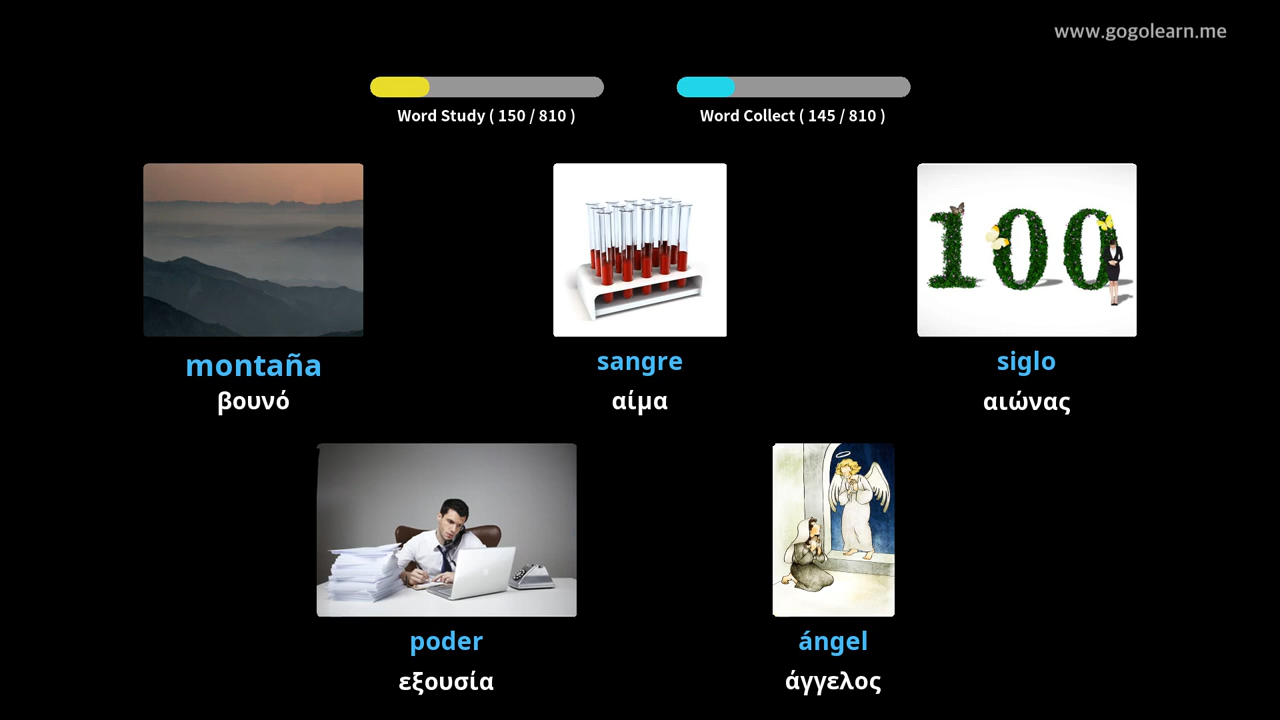 www.gogolearn.me
Word Study ( 150 / 810 )
Word Collect ( 145 / 810 )
montaña
βουνό
sangre
αίμα
siglo
αιώνας
100
poder
εξουσία
ángel
άγγελος